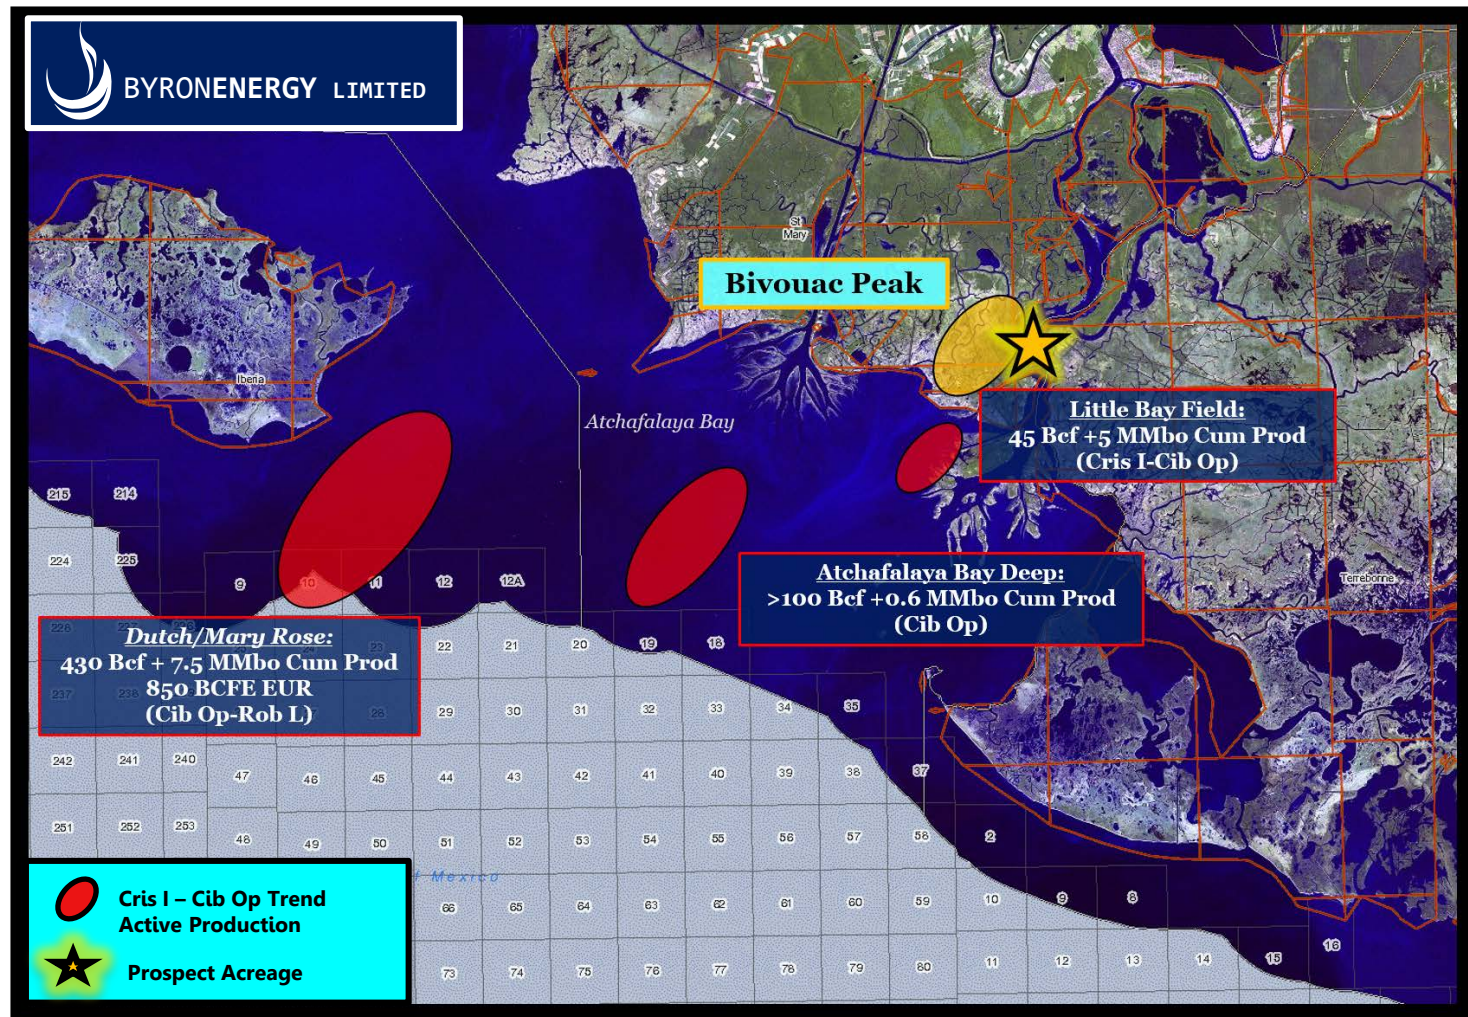 BYRONENERGY LIMITED
St
Mary
Bivouac Peak
Iberia
Atchafalaya Bay
Little Bay Field:
45 Bcf +5 MMbo Cum Prod
(Cris I-Cib Op)
215 214
224 225
9 10 11 12 12A
Terrebonne
Atchafalaya Bay Deep:
>100 Bcf +0.6 MMbo Cum Prod
(Cib Op)
Dutch/Mary Rose:
430 Bcf + 7.5 MMbo Cum Prod
850 BCFE EUR
(Cib Op-Rob L)
226 23 22 21 20 19 18
237 238 28 29 30 31 32 33 34 35
242 241 240 47 46 45 44 43 42 41 40 39 38 37
251 252 253 48 49 50 51 52 53 54 55 56 57 58 2
f Mexico
66 65 64 63 62 61 60 59 10 9 8
73 74 75 76 77 78 79 80 11 12 13 14 15 16
Cris I – Cib Op Trend
Active Production
Prospect Acreage